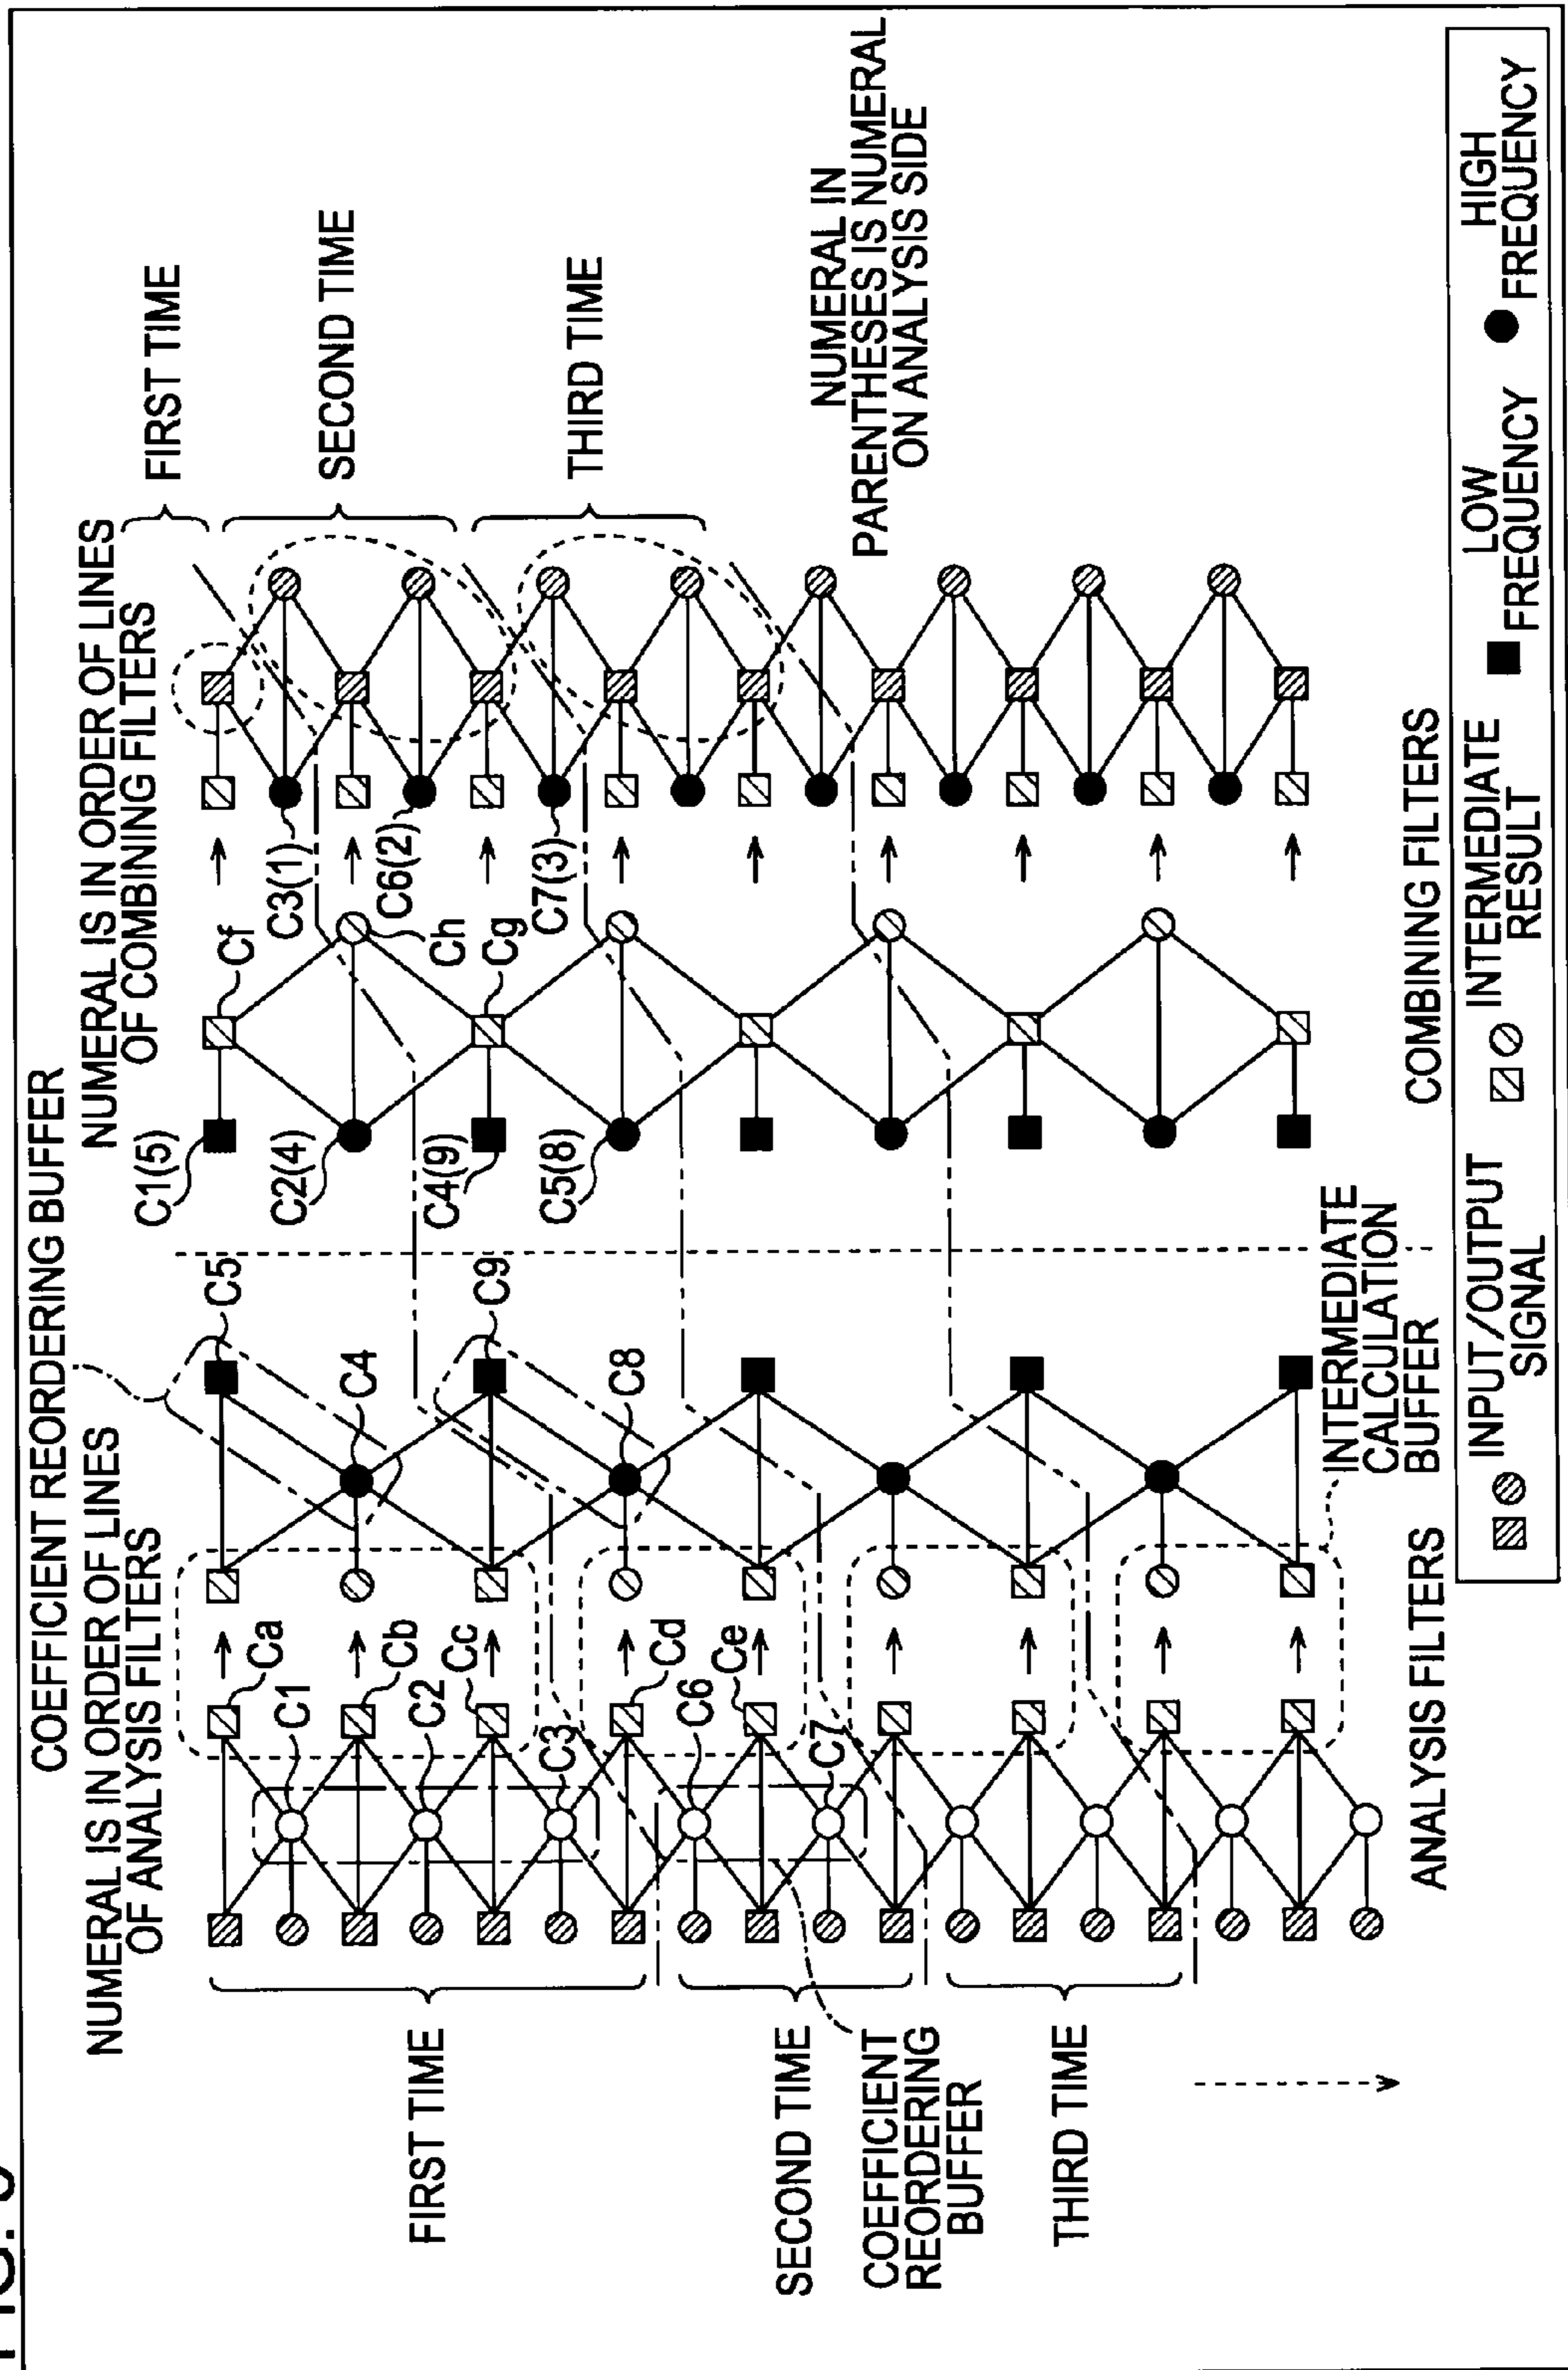 COEFFICIENT REORDERING BUFFER
NUMERAL IS IN ORDER OF LINES
OF ANALYSIS FILTERS
NUMERAL IS IN ORDER OF LINES
OF COMBINING FILTERS
FIRST TIME
SECOND TIME
COEFFICIENT
REORDERING
BUFFER
THIRD TIME
Ca
C1
Cb
C2
Cc
C3
Cd
C6
Ce
C7
C5
C4
C9
C8
INTERMEDIATE
CALCULATION
BUFFER
C1(5)
C2(4)
C4(9)
C5(8)
Cf
Ch
Cg
C3(1)
C6(2)
C7(3)
FIRST TIME
SECOND TIME
THIRD TIME
NUMERAL IN
PARENTHESES IS NUMERAL
ON ANALYSIS SIDE
ANALYSIS FILTERS
COMBINING FILTERS
INPUT/OUTPUT
SIGNAL
INTERMEDIATE
RESULT
LOW
FREQUENCY
HIGH
FREQUENCY